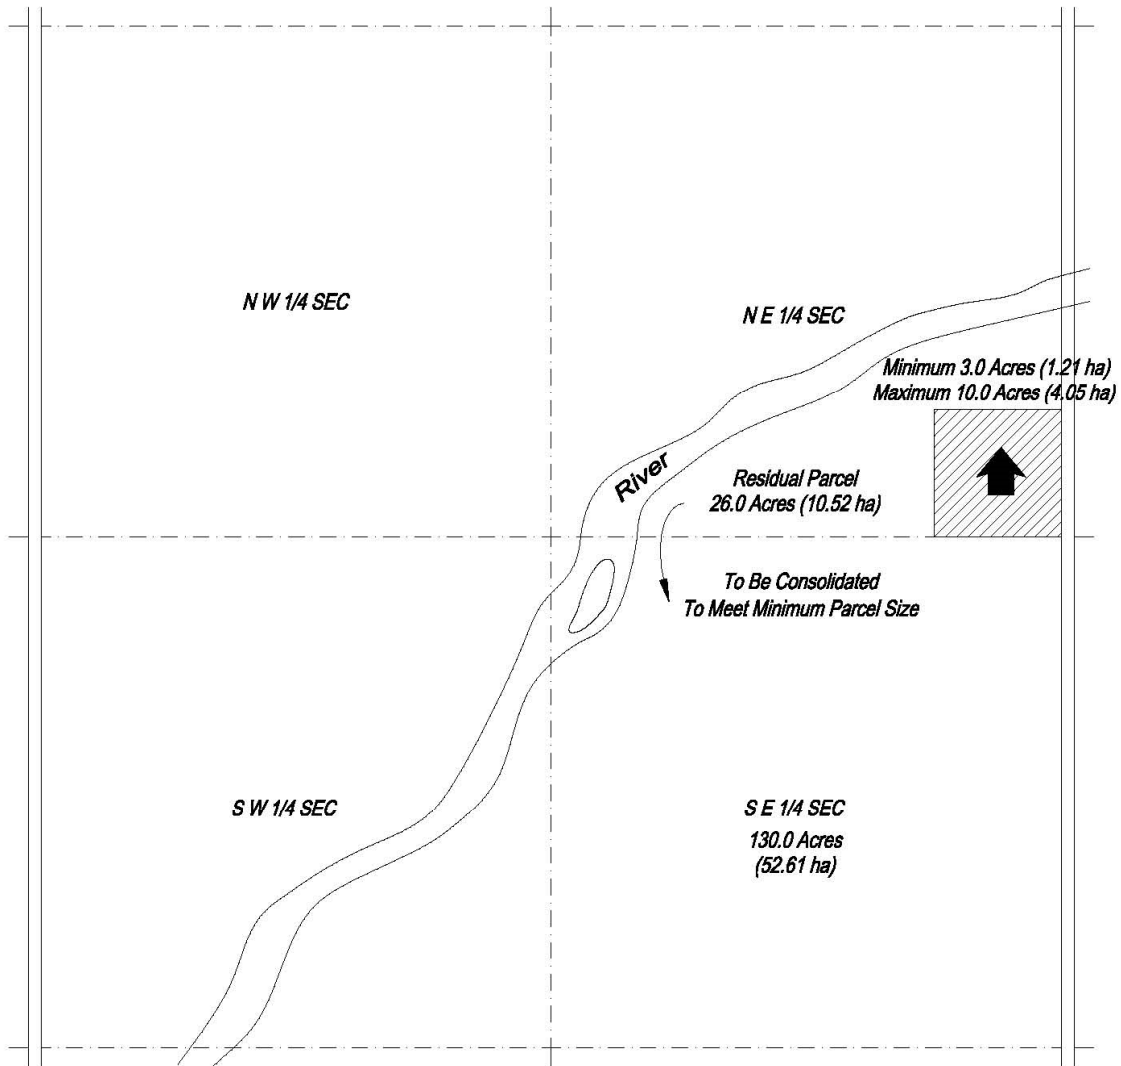 N W 1/4 SEC
N E 1/4 SEC
Minimum 3.0 Acres (1.21 ha)
Maximum 10.0 Acres (4.05 ha)
River
Residual Parcel
26.0 Acres (10.52 ha)
To Be Consolidated
To Meet Minimum Parcel Size
S W 1/4 SEC
S E 1/4 SEC
130.0 Acres
(52.61 ha)